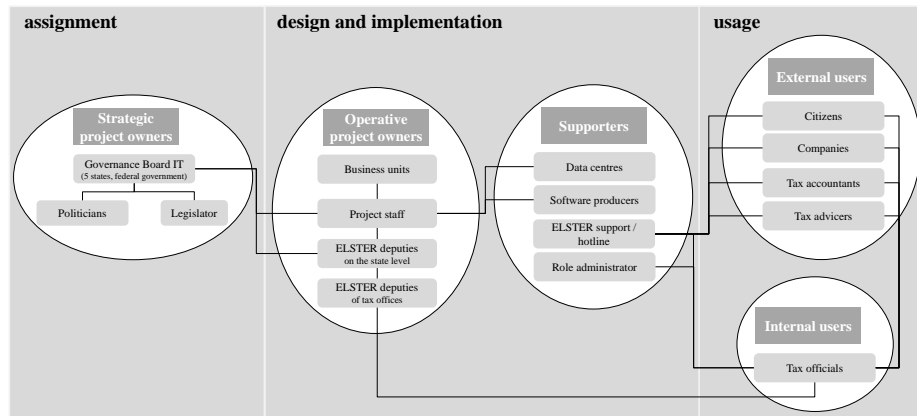 assignment
design and implementation
usage
Strategic
project owners
Governance Board IT
(5 states, federal government)
Politicians
Legislator
Operative
project owners
Business units
Project staff
ELSTER deputies
on the state level
ELSTER deputies
of tax offices
Supporters
Data centres
Software producers
ELSTER support /
hotline
Role administrator
External users
Citizens
Companies
Tax accountants
Tax advicers
Internal users
Tax officials